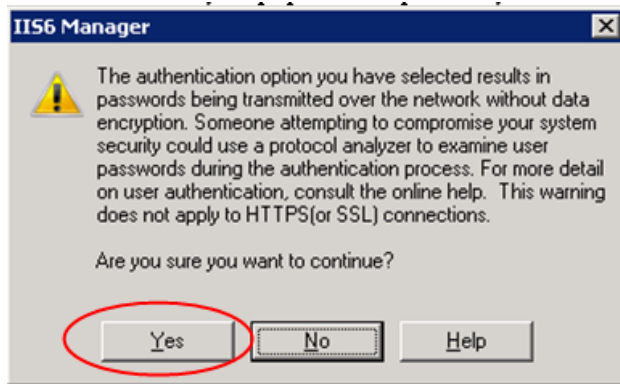 IIS6 Manager
The authentication option you have selected results in
passwords being transmitted over the network without data
encryption. Someone attempting to compromise your system
security could use a protocol analyzer to examine user
passwords during the authentication process. For more detail
on user authentication, consult the online help. This warning
does not apply to HTTPS(or SSL) connections.
Are you sure you want to continue?
Yes No Help